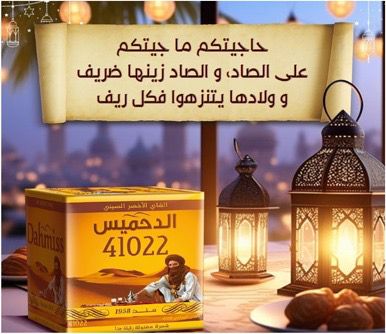 حاجيتكم ما جيتكم
على الصاد، و الصاد زينها ضريف
و ولادها يتنزهوا فكل ريف
الشاي الأخضر الصيني
الدحميس
41022
Dahmiss
منذ 1958